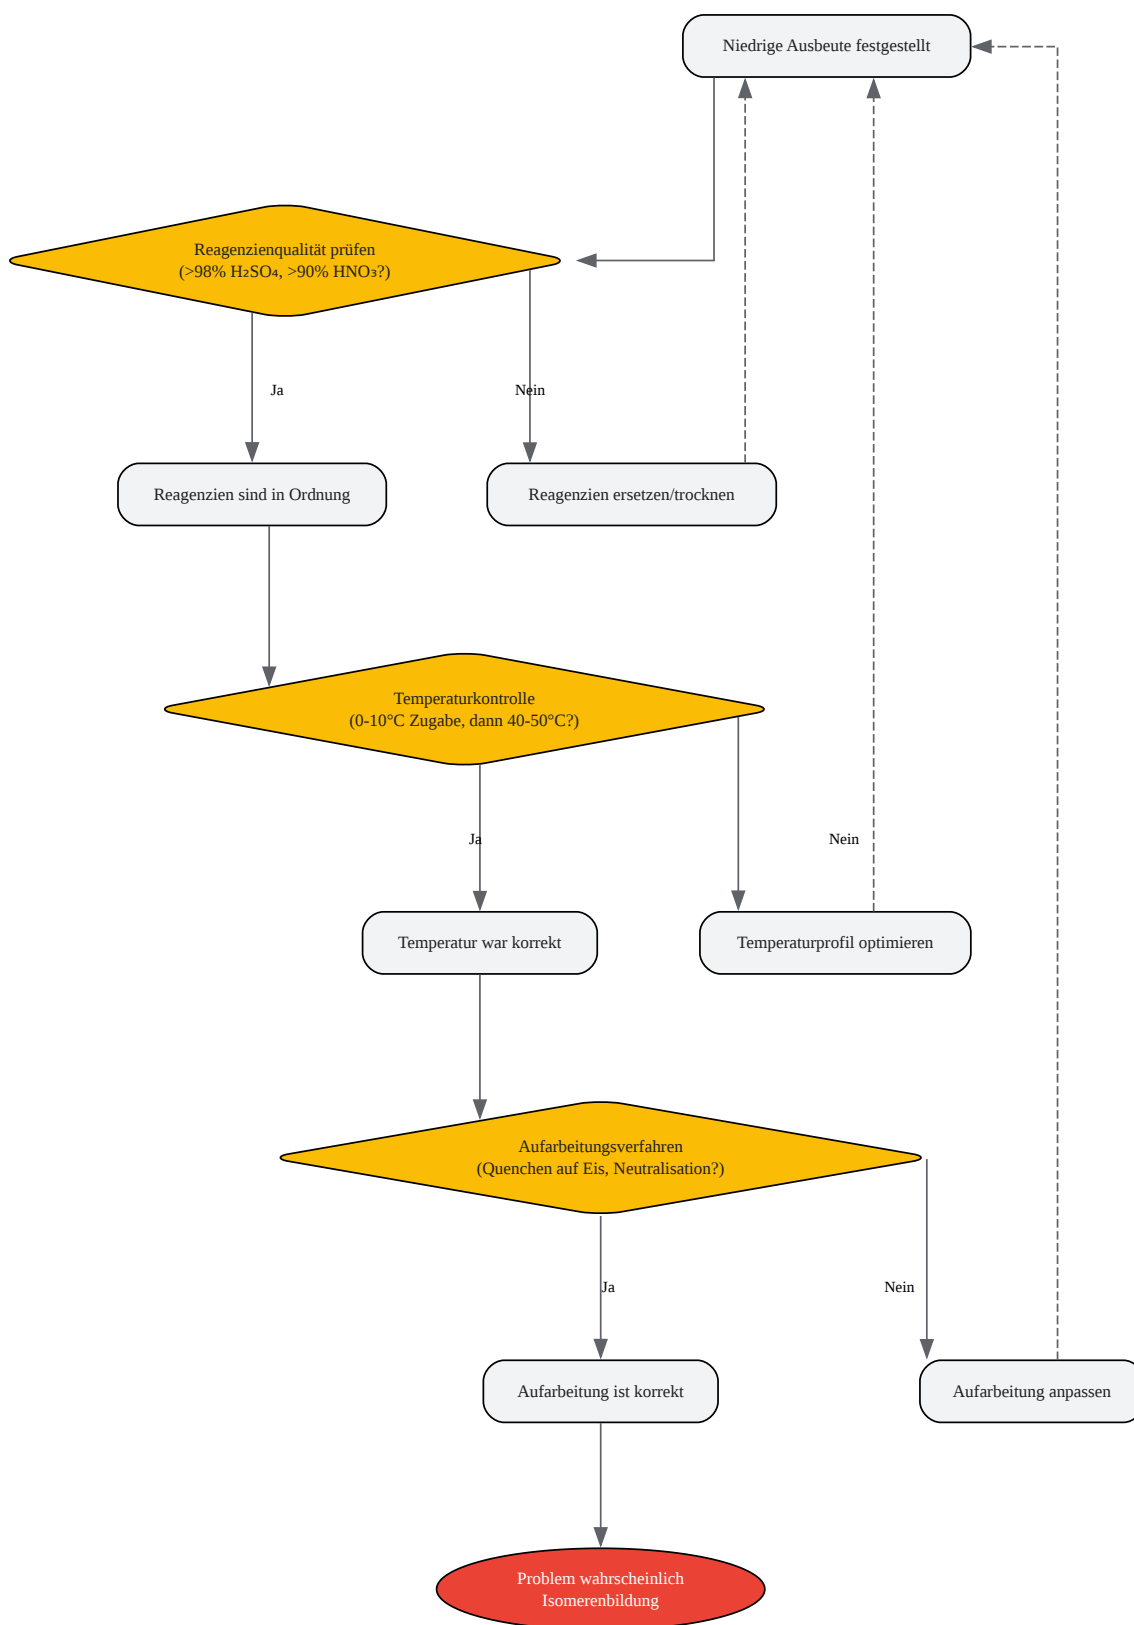 Niedrige Ausbeute festgestellt
Reagenzienqualität prüfen
(>98% H₂SO₄, >90% HNO₃?)
Ja
Nein
Reagenzien sind in Ordnung
Reagenzien ersetzen/trocknen
Temperaturkontrolle
(0-10°C Zugabe, dann 40-50°C?)
Ja
Nein
Temperatur war korrekt
Temperaturprofil optimieren
Aufarbeitungsverfahren
(Quenchen auf Eis, Neutralisation?)
Ja
Nein
Aufarbeitung ist korrekt
Aufarbeitung anpassen
Problem wahrscheinlich
Isomerenbildung